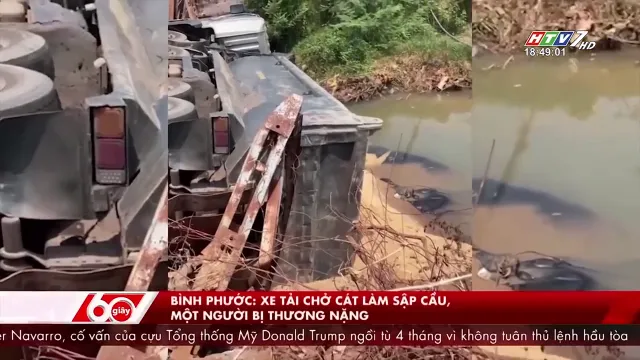 HTV7 HD
18:49:01
60 giây
BÌNH PHƯỚC: XE TẢI CHỞ CÁT LÀM SẬP CẦU,
MỘT NGƯỜI BỊ THƯƠNG NẶNG
er Navarro, cố vấn của cựu Tổng thống Mỹ Donald Trump ngồi tù 4 tháng vì không tuân thủ lệnh hầu tòa